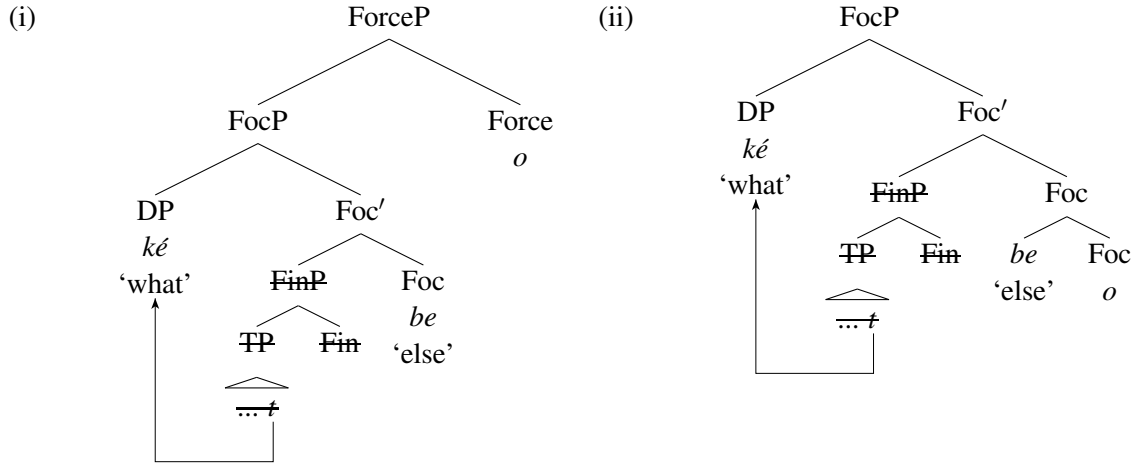 (i)
ForceP
FocP Force
o
DP Foc′
ké
‘what’ FinP Foc
be
TP Fin ‘else’
... t
(ii)
FocP
DP Foc′
ké
‘what’ FinP Foc
TP Fin be Foc
‘else’ o
... t